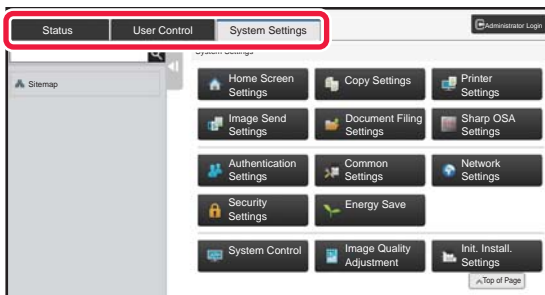 Status User Control System Settings
Administrator Login
System Settings
Sitemap
Home Screen
Settings
Copy Settings
Printer
Settings
Image Send
Settings
Document Filing
Settings
Sharp OSA
Settings
Authentication
Settings
Common
Settings
Network
Settings
Security
Settings
Energy Save
System Control
Image Quality
Adjustment
Init. Install.
Settings
Top of Page